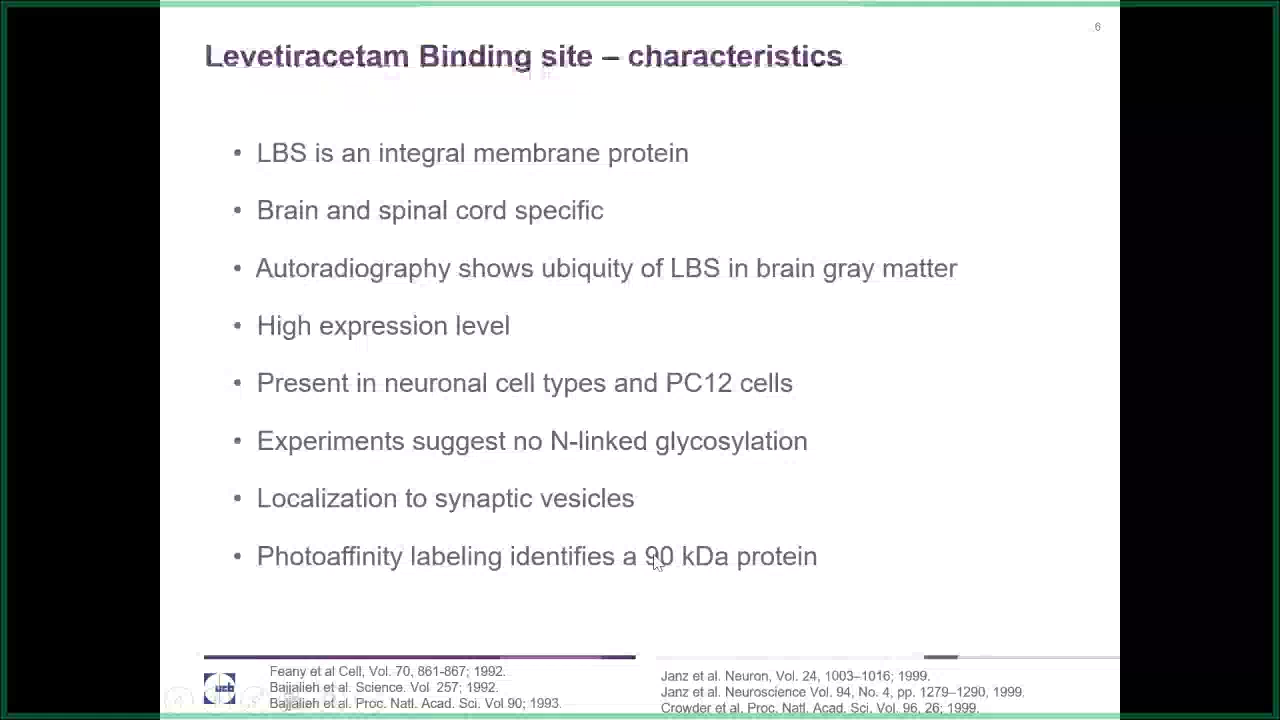 6
Levetiracetam Binding site – characteristics
• LBS is an integral membrane protein
• Brain and spinal cord specific
• Autoradiography shows ubiquity of LBS in brain gray matter
• High expression level
• Present in neuronal cell types and PC12 cells
• Experiments suggest no N-linked glycosylation
• Localization to synaptic vesicles
• Photoaffinity labeling identifies a 90 kDa protein
ucb
Feany et al Cell, Vol. 70, 861-867; 1992.
Bajjalieh et al. Science. Vol 257; 1992.
Bajjalieh et al. Proc. Natl. Acad. Sci. Vol 90; 1993.
Janz et al. Neuron, Vol. 24, 1003–1016; 1999.
Janz et al. Neuroscience Vol. 94, No. 4, pp. 1279–1290, 1999.
Crowder et al. Proc. Natl. Acad. Sci. Vol. 96, 26; 1999.